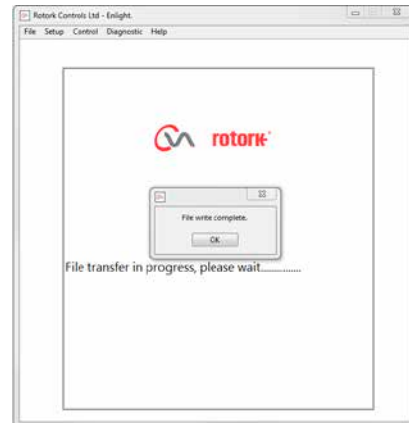 Rotork Controls Ltd - Enlight.
File Setup Control Diagnostic Help
rotork
File write complete.
OK
File transfer in progress, please wait...............